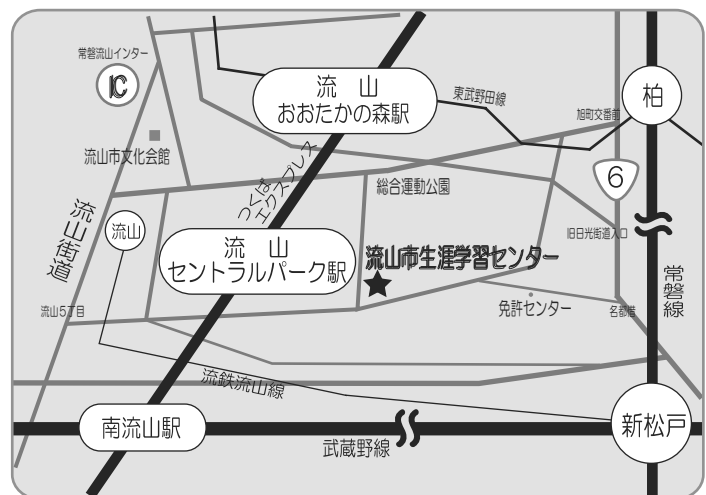 常磐流山インター
IC
流 山
おおたかの森駅
東武野田線
柏
旭町交番前
流山市文化会館
つくば
エクスプレス
総合運動公園
6
流山街道
流山
流 山
セントラルパーク駅
流山市生涯学習センター
旧日光街道入口
常磐線
流山5丁目
免許センター
名都借
流鉄流山線
南流山駅
武蔵野線
新松戸